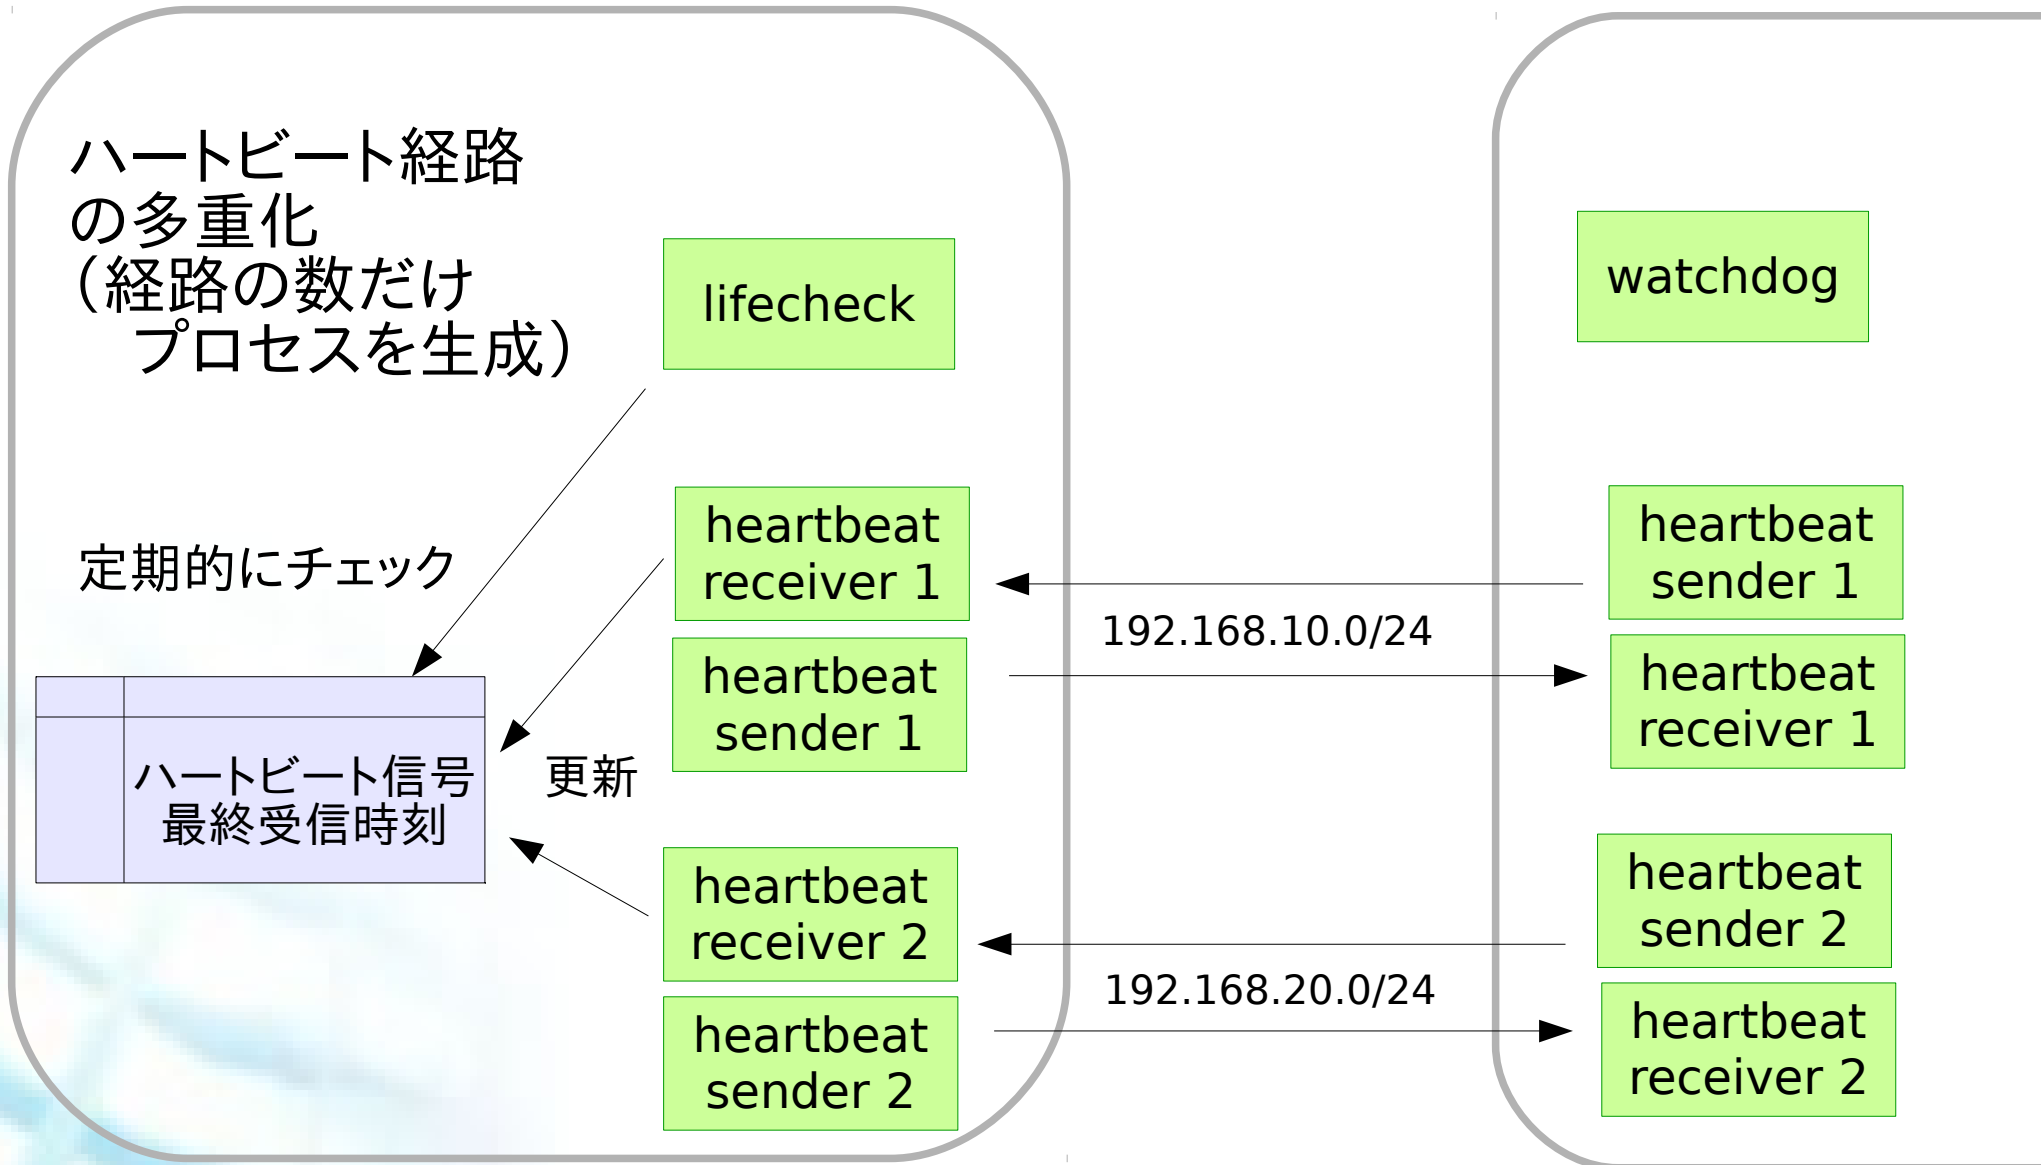 ハートビート経路
の多重化
（経路の数だけ
　プロセスを生成）
lifecheck
watchdog
定期的にチェック
heartbeat
receiver 1
heartbeat
sender 1
192.168.10.0/24
heartbeat
sender 1
heartbeat
receiver 1
ハートビート信号
最終受信時刻
更新
heartbeat
receiver 2
heartbeat
sender 2
192.168.20.0/24
heartbeat
sender 2
heartbeat
receiver 2